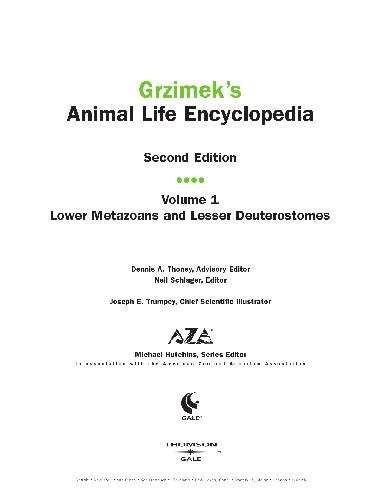 Grzimek's
Animal Life Encyclopedia
Second Edition
●●●●
Volume 1
Lower Metazoans and Lesser Deuterostomes
Dennis A. Thoney, Advisory Editor
Neil Schlager, Editor
Joseph E. Trumpey, Chief Scientific Illustrator
AZA
Michael Hutchins, Series Editor
In association with the American Zoo and Aquarium Association
GALE
THOMSON
GALE